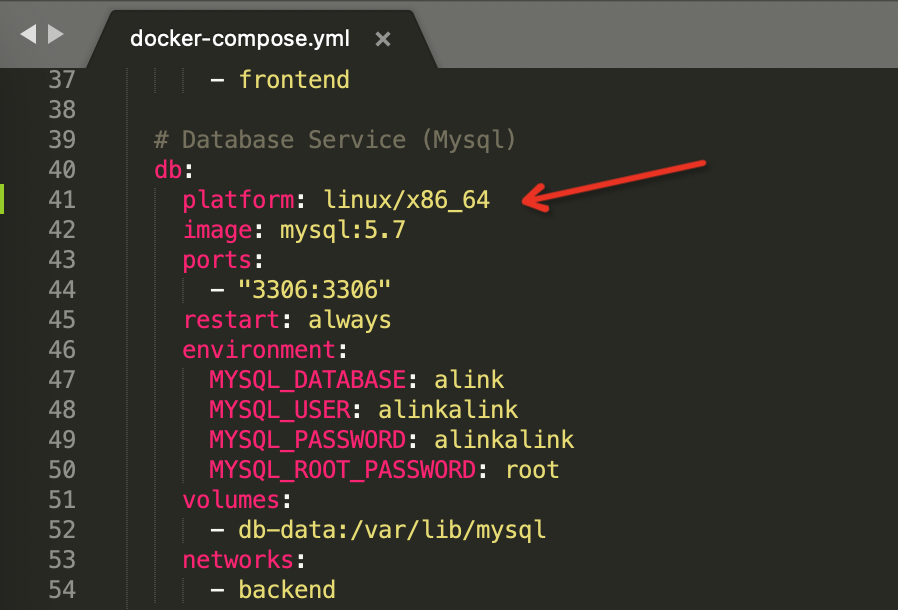 docker-compose.yml ×
37 - frontend
38
39 # Database Service (Mysql)
40 db:
41 platform: linux/x86_64
42 image: mysql:5.7
43 ports:
44 - "3306:3306"
45 restart: always
46 environment:
47 MYSQL_DATABASE: alink
48 MYSQL_USER: alinkalink
49 MYSQL_PASSWORD: alinkalink
50 MYSQL_ROOT_PASSWORD: root
51 volumes:
52 - db-data:/var/lib/mysql
53 networks:
54 - backend